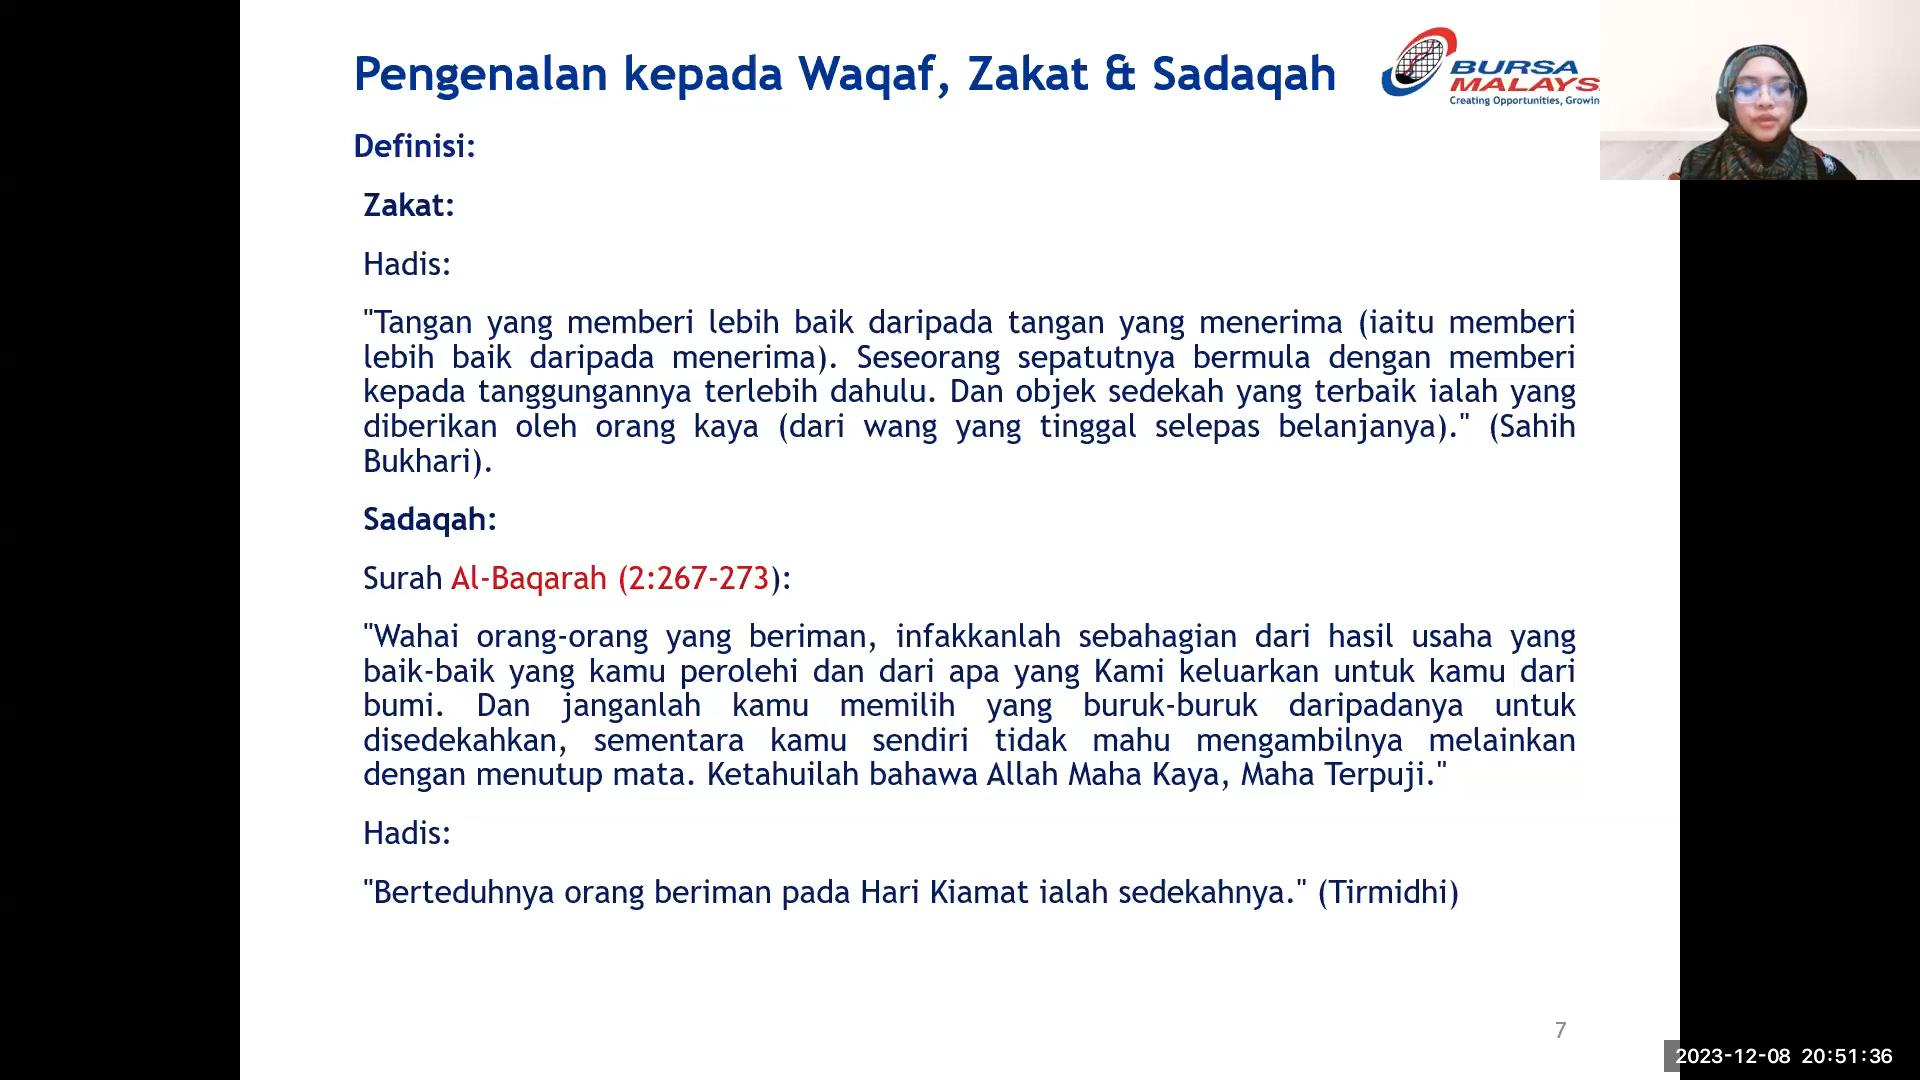 Pengenalan kepada Waqaf, Zakat & Sadaqah
BURSA
MALAYS
Creating Opportunities, Growin
Definisi:
Zakat:
Hadis:
"Tangan yang memberi lebih baik daripada tangan yang menerima (iaitu memberi
lebih baik daripada menerima). Seseorang sepatutnya bermula dengan memberi
kepada tanggungannya terlebih dahulu. Dan objek sedekah yang terbaik ialah yang
diberikan oleh orang kaya (dari wang yang tinggal selepas belanjanya)." (Sahih
Bukhari).
Sadaqah:
Surah Al-Baqarah (2:267-273):
"Wahai orang-orang yang beriman, infakkanlah sebahagian dari hasil usaha yang
baik-baik yang kamu perolehi dan dari apa yang Kami keluarkan untuk kamu dari
bumi. Dan janganlah kamu memilih yang buruk-buruk daripadanya untuk
disedekahkan, sementara kamu sendiri tidak mahu mengambilnya melainkan
dengan menutup mata. Ketahuilah bahawa Allah Maha Kaya, Maha Terpuji."
Hadis:
"Berteduhnya orang beriman pada Hari Kiamat ialah sedekahnya." (Tirmidhi)
7
2023-12-08 20:51:36